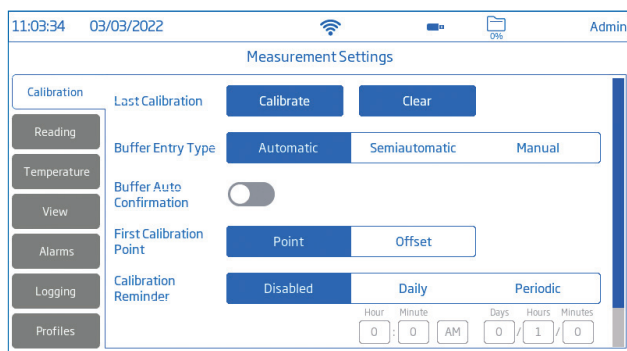 11:03:34 03/03/2022 0% Admin
Measurement Settings
Calibration
Last Calibration Calibrate Clear
Reading
Buffer Entry Type Automatic Semiautomatic Manual
Temperature
Buffer Auto
Confirmation
View
First Calibration
Point Point Offset
Alarms
Calibration
Reminder Disabled Daily Periodic
Logging
Hour Minute Days Hours Minutes
0 : 0 AM 0 / 1 / 0
Profiles